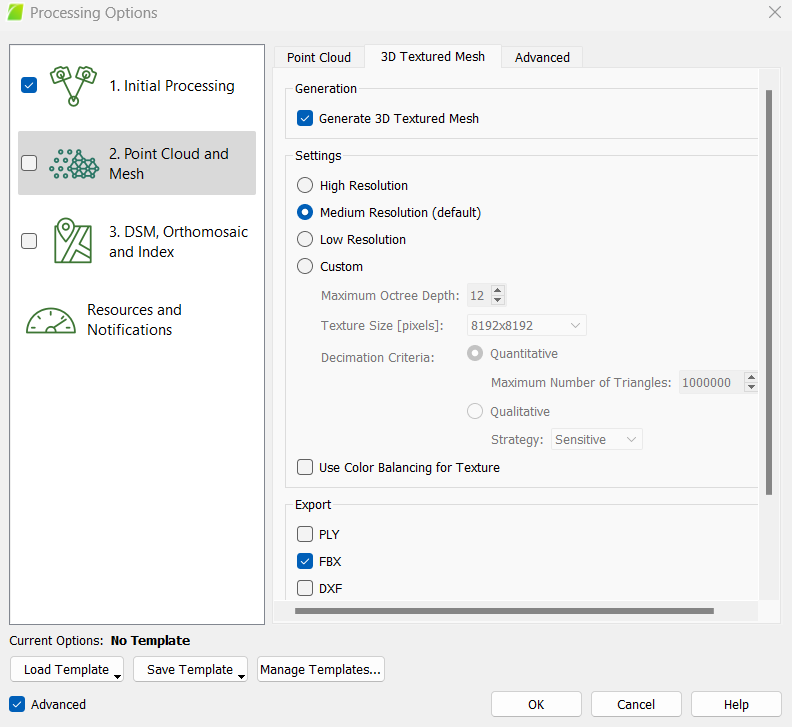 Processing Options
1. Initial Processing
2. Point Cloud and
Mesh
3. DSM, Orthomosaic
and Index
Resources and
Notifications
Point Cloud
3D Textured Mesh
Advanced
Generation
Generate 3D Textured Mesh
Settings
High Resolution
Medium Resolution (default)
Low Resolution
Custom
Maximum Octree Depth: 12
Texture Size [pixels]: 8192x8192
Decimation Criteria: Quantitative
Maximum Number of Triangles: 1000000
Qualitative
Strategy: Sensitive
Use Color Balancing for Texture
Export
PLY
FBX
DXF
Current Options: No Template
Load Template
Save Template
Manage Templates...
Advanced
OK
Cancel
Help